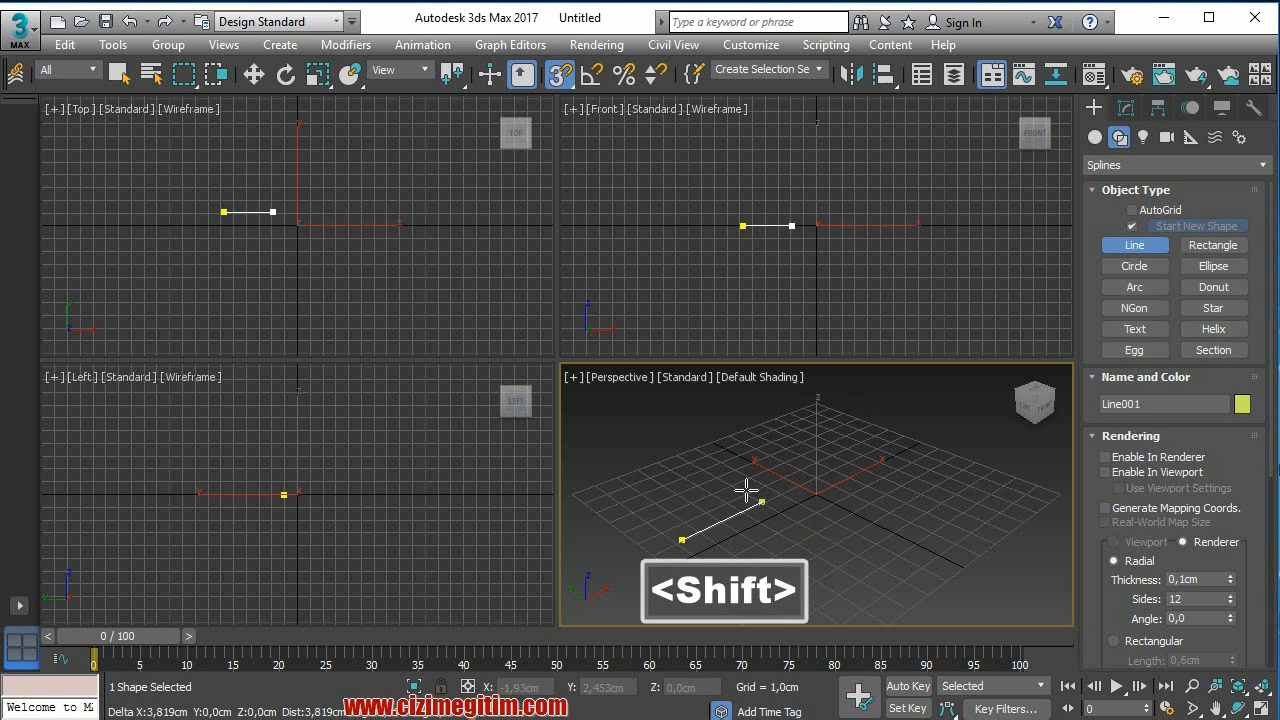 3
MAX
Design Standard
Autodesk 3ds Max 2017 Untitled
Type a keyword or phrase
Sign In
Edit Tools Group Views Create Modifiers Animation Graph Editors Rendering Civil View Customize Scripting Content Help
All
View
3
Create Selection Se
[+] [Top] [Standard] [Wireframe]
TOP
[+] [Front] [Standard] [Wireframe]
FRONT
Splines
Object Type
AutoGrid
Start New Shape
Line Rectangle
Circle Ellipse
Arc Donut
NGon Star
Text Helix
Egg Section
[+] [Left] [Standard] [Wireframe]
LEFT
[+] [Perspective] [Standard] [Default Shading]
Name and Color
Line001
Rendering
Enable In Renderer
Enable In Viewport
Use Viewport Settings
Generate Mapping Coords.
Real-World Map Size
Viewport Renderer
Radial
Thickness: 0,1cm
Sides: 12
Angle: 0,0
Rectangular
Length: 0,6cm
<Shift>
< 0 / 100 >
0 5 10 15 20 25 30 35 40 45 50 55 60 65 70 75 80 85 90 95 100
1 Shape Selected
X: -1,93cm Y: 2,453cm Z: 0,0cm Grid = 1,0cm
Auto Key Selected
Welcome to M
Delta X:3,819cm Y:0,0cm Z:0,0cm Dist:3,819cm
www.cizimegitim.com
Add Time Tag
Set Key Key Filters...
0